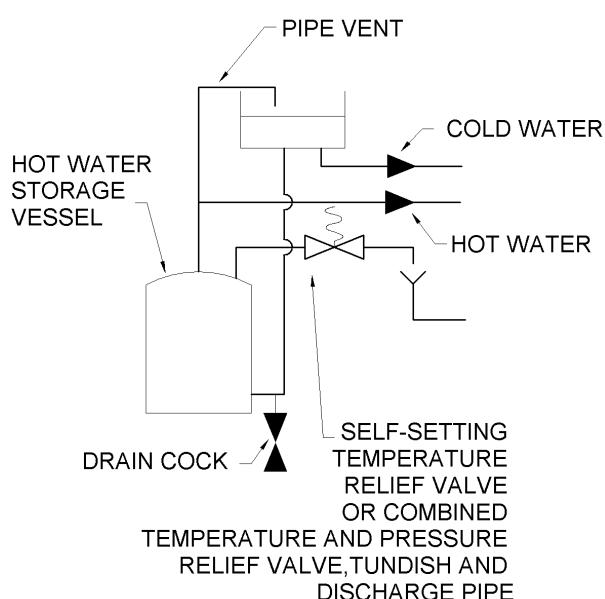 PIPE VENT
COLD WATER
HOT WATER
STORAGE
VESSEL
HOT WATER
DRAIN COCK
SELF-SETTING
TEMPERATURE
RELIEF VALVE
OR COMBINED
TEMPERATURE AND PRESSURE
RELIEF VALVE,TUNDISH AND
DISCHARGE PIPE